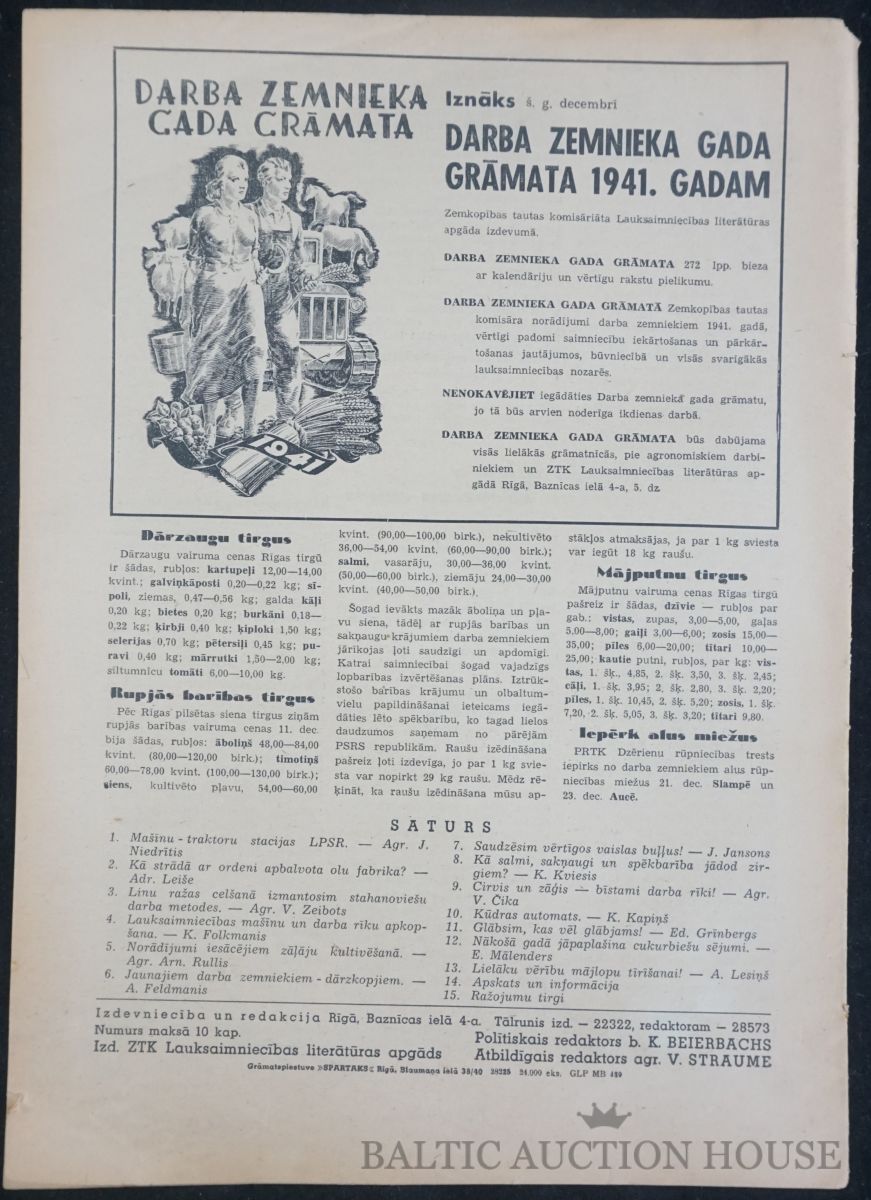 DARBA ZEMNIEKA
GADA GRĀMATA
1941
Iznāks š. g. decembrī
DARBA ZEMNIEKA GADA
GRĀMATA 1941. GADAM
Zemkopības tautas komisāriāta Lauksaimniecības literātūras
apgāda izdevumā.
DARBA ZEMNIEKA GADA GRĀMATA 272 lpp. bieza
ar kalendāriju un vērtīgu rakstu pielikumu.
DARBA ZEMNIEKA GADA GRĀMATĀ Zemkopības tautas
komisāra norādījumi darba zemniekiem 1941. gadā,
vērtīgi padomi saimniecību iekārtošanas un pārkār-
tošanas jautājumos, būvniecībā un visās svarīgākās
lauksaimniecības nozarēs.
NENOKAVĒJIET iegādāties Darba zemnieka gada grāmatu,
jo tā būs arvien noderīga ikdienas darbā.
DARBA ZEMNIEKA GADA GRĀMATA būs dabūjama
visās lielākās grāmatnīcās, pie agronomiskiem darbi-
niekiem un ZTK Lauksaimniecības literātūras ap-
gādā Rīgā, Baznīcas ielā 4-a, 5. dz.
Dārzaugu tirgus
Dārzaugu vairuma cenas Rīgas tirgū
ir šādas, rubļos: kartupeļi 12,00—14,00
kvint.; galviņkāposti 0,20—0,22 kg; sī-
poli, ziemas, 0,47—0,56 kg; galda kāļi
0,20 kg; bietes 0,20 kg; burkāni 0,18—
0,22 kg; ķirbji 0,40 kg; ķiploki 1,50 kg;
selerijas 0,70 kg; pētersiļi 0,45 kg; pu-
ravi 0,40 kg; mārrutki 1,50—2,00 kg;
siltumnīcu tomāti 6,00—10,00 kg.
Rupjās barības tirgus
Pēc Rīgas pilsētas siena tirgus ziņām
rupjās barības vairuma cenas 11. dec.
bija šādas, rubļos: āboliņš 48,00—84,00
kvint. (80,00—120,00 birk.); timotiņš
60,00—78,00 kvint. (100,00—130,00 birk.);
siens, kultivēto pļavu, 54,00—60,00
kvint. (90,00—100,00 birk.), nekultivēto
36,00—54,00 kvint. (60,00—90,00 birk.);
salmi, vasarāju, 30,00—36,00 kvint.
(50,00—60,00 birk.), ziemāju 24,00—30,00
kvint. (40,00—50,00 birk.).
Šogad ievākts mazāk āboliņa un pļa-
vu siena, tādēļ ar rupjās barības un
sakņaugu krājumiem darba zemniekiem
jārīkojas ļoti saudzīgi un apdomīgi.
Katrai saimniecībai šogad vajadzīgs
lopbarības izvērtēšanas plāns. Iztrūk-
stošo barības krājumu un olbaltum-
vielu papildināšanai ieteicams iegā-
dāties lēto spēkbarību, ko tagad lielos
daudzumos saņemam no pārējām
PSRS republikām. Raušu izēdināšana
pašreiz ļoti izdevīga, jo par 1 kg svie-
sta var nopirkt 29 kg raušu. Mēdz rē-
ķināt, ka raušu izēdināšana mūsu ap-
stākļos atmaksājas, ja par 1 kg sviesta
var iegūt 18 kg raušu.
Mājputnu tirgus
Mājputnu vairuma cenas Rīgas tirgū
pašreiz ir šādas, dzīvie — rubļos par
gab.: vistas, zupas, 3,00—5,00, gaļas
5.00—8,00; gaiļi 3,00—6,00; zosis 15,00—
35,00; pīles 6,00—20,00; tītari 10,00—
25,00; kautie putni, rubļos, par kg: vis-
tas, 1. šķ., 4,85, 2. šķ. 3,50, 3. šķ. 2,45;
cāļi, 1. šķ. 3,95; 2. šķ. 2,80, 3. šķ. 2,20;
pīles, 1. šķ. 10,45, 2. šķ. 5,20; zosis, 1. šķ.
7,20, 2. šķ. 5,05, 3. šķ. 3,20; tītari 9,80.
Iepērk alus miežus
PRTK Dzērienu rūpniecības trests
iepirks no darba zemniekiem alus rūp-
niecības miežus 21. dec. Slampē un
23. dec. Aucē.
SATURS
1. Mašīnu-traktoru stacijas LPSR. — Agr. J.
Niedrītis
2. Kā strādā ar ordeni apbalvota olu fabrika? —
Adr. Leiše
3. Linu ražas celšanā izmantosim stahanoviešu
darba metodes. — Agr. V. Zeibots
4. Lauksaimniecības mašīnu un darba rīku apkop-
šana. — K. Folkmanis
5. Norādījumi iesācējiem zāļāju kultivēšanā. —
Agr. Arn. Rullis
6. Jaunajiem darba zemniekiem-dārzkopjiem. —
A. Feldmanis
7. Saudzēsim vērtīgos vaislas buļļus! — J. Jansons
8. Kā salmi, sakņaugi un spēkbarība jādod zir-
giem? — K. Kviesis
9. Cirvis un zāģis — bīstami darba rīki! — Agr.
V. Čika
10. Kūdras automats. — K. Kapiņš
11. Glābsim, kas vēl glābjams! — Ed. Grīnbergs
12. Nākošā gadā jāpaplašina cukurbiešu sējumi. —
E. Mālenders
13. Lielāku vērību mājlopu tīrīšanai! — A. Lesiņš
14. Apskats un informācija
15. Ražojumu tirgi
Izdevniecība un redakcija Rīgā, Baznīcas ielā 4-a. Tālrunis izd. — 22322, redaktoram — 28573
Numurs maksā 10 kap.
Polītiskais redaktors b. K. BEIERBACHS
Izd. ZTK Lauksaimniecības literātūras apgāds
Atbildīgais redaktors agr. V. STRAUME
Grāmatspiestuve »SPARTAKS« Rīgā, Blaumaņa ielā 38/40 28325 24.000 eks. GLP MB 489
BALTIC AUCTION HOUSE